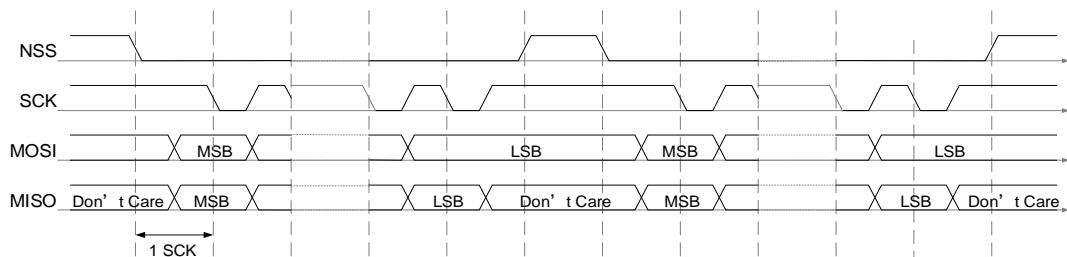 NSS
SCK
MOSI MSB LSB MSB LSB
MISO Don’t Care MSB LSB Don’t Care MSB LSB Don’t Care
1 SCK